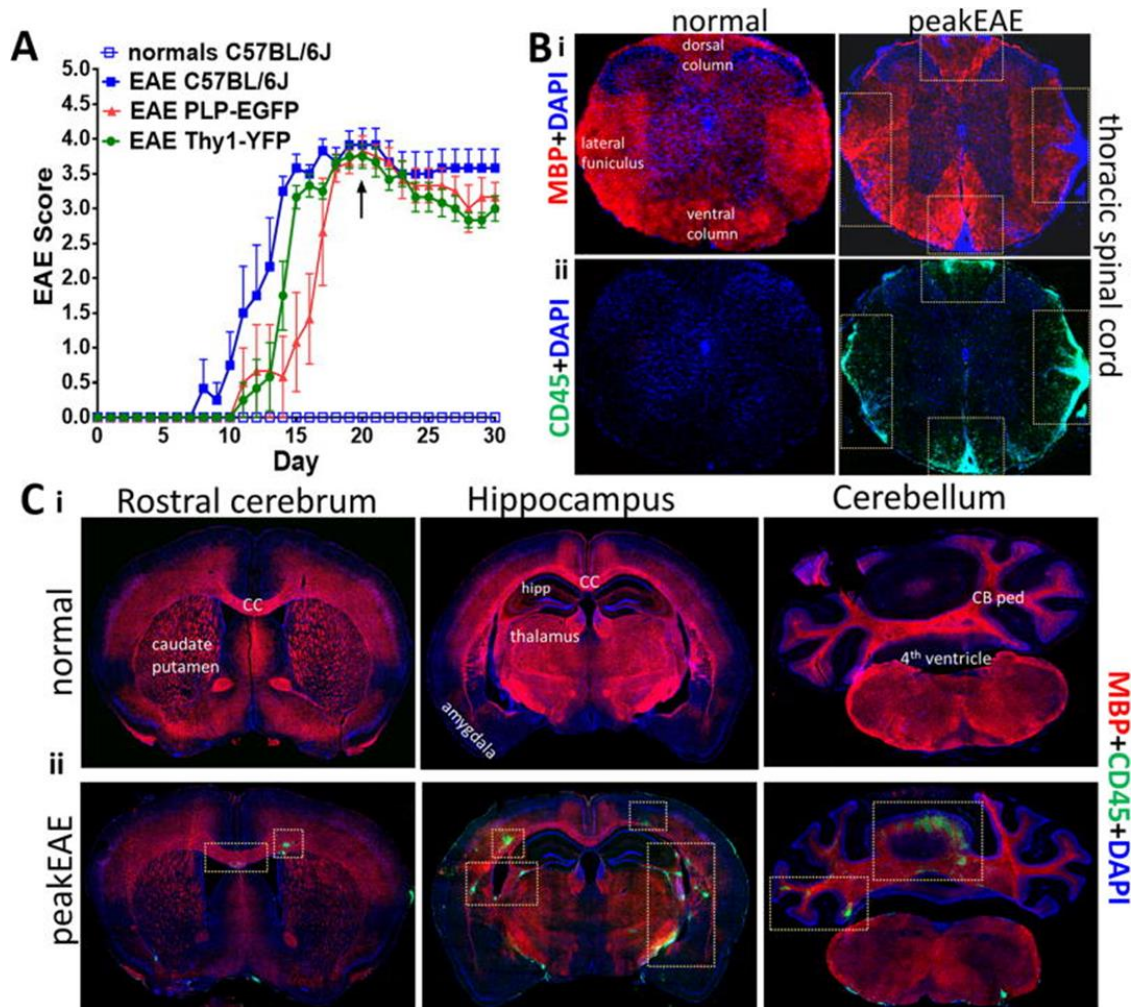 A
normals C57BL/6J
EAE C57BL/6J
EAE PLP-EGFP
EAE Thy1-YFP
EAE Score
5.0
4.5
4.0
3.5
3.0
2.5
2.0
1.5
1.0
0.5
0.0
0 5 10 15 20 25 30
Day
B
normal peakEAE
i
MBP+DAPI
dorsal
column
lateral
funiculus
ventral
column
ii
CD45+DAPI
thoracic spinal cord
C
i
Rostral cerebrum Hippocampus Cerebellum
normal
CC
caudate
putamen
hipp
CC
thalamus
amygdala
CB ped
4th ventricle
ii
peakEAE
MBP+CD45+DAPI